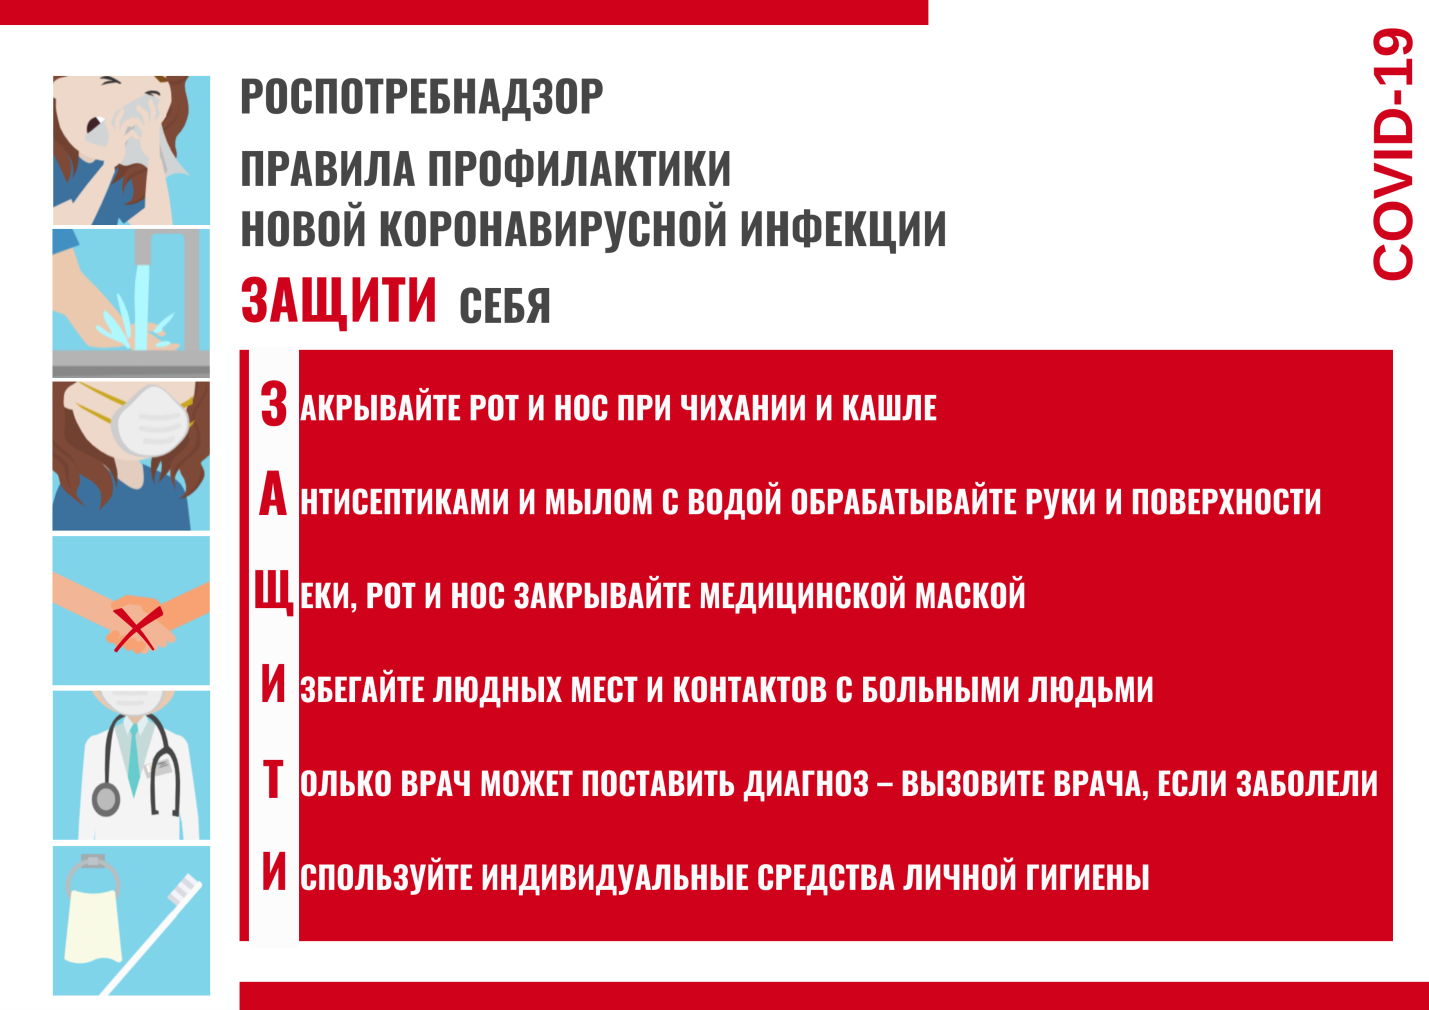 РОСПОТРЕБНАДЗОР
ПРАВИЛА ПРОФИЛАКТИКИ
НОВОЙ КОРОНАВИРУСНОЙ ИНФЕКЦИИ
ЗАЩИТИ СЕБЯ
ЗАКРЫВАЙТЕ РОТ И НОС ПРИ ЧИХАНИИ И КАШЛЕ
АНТИСЕПТИКАМИ И МЫЛОМ С ВОДОЙ ОБРАБАТЫВАЙТЕ РУКИ И ПОВЕРХНОСТИ
ЩЕКИ, РОТ И НОС ЗАКРЫВАЙТЕ МЕДИЦИНСКОЙ МАСКОЙ
ИЗБЕГАЙТЕ ЛЮДНЫХ МЕСТ И КОНТАКТОВ С БОЛЬНЫМИ ЛЮДЬМИ
ТОЛЬКО ВРАЧ МОЖЕТ ПОСТАВИТЬ ДИАГНОЗ – ВЫЗОВИТЕ ВРАЧА, ЕСЛИ ЗАБОЛЕЛИ
ИСПОЛЬЗУЙТЕ ИНДИВИДУАЛЬНЫЕ СРЕДСТВА ЛИЧНОЙ ГИГИЕНЫ
COVID-19